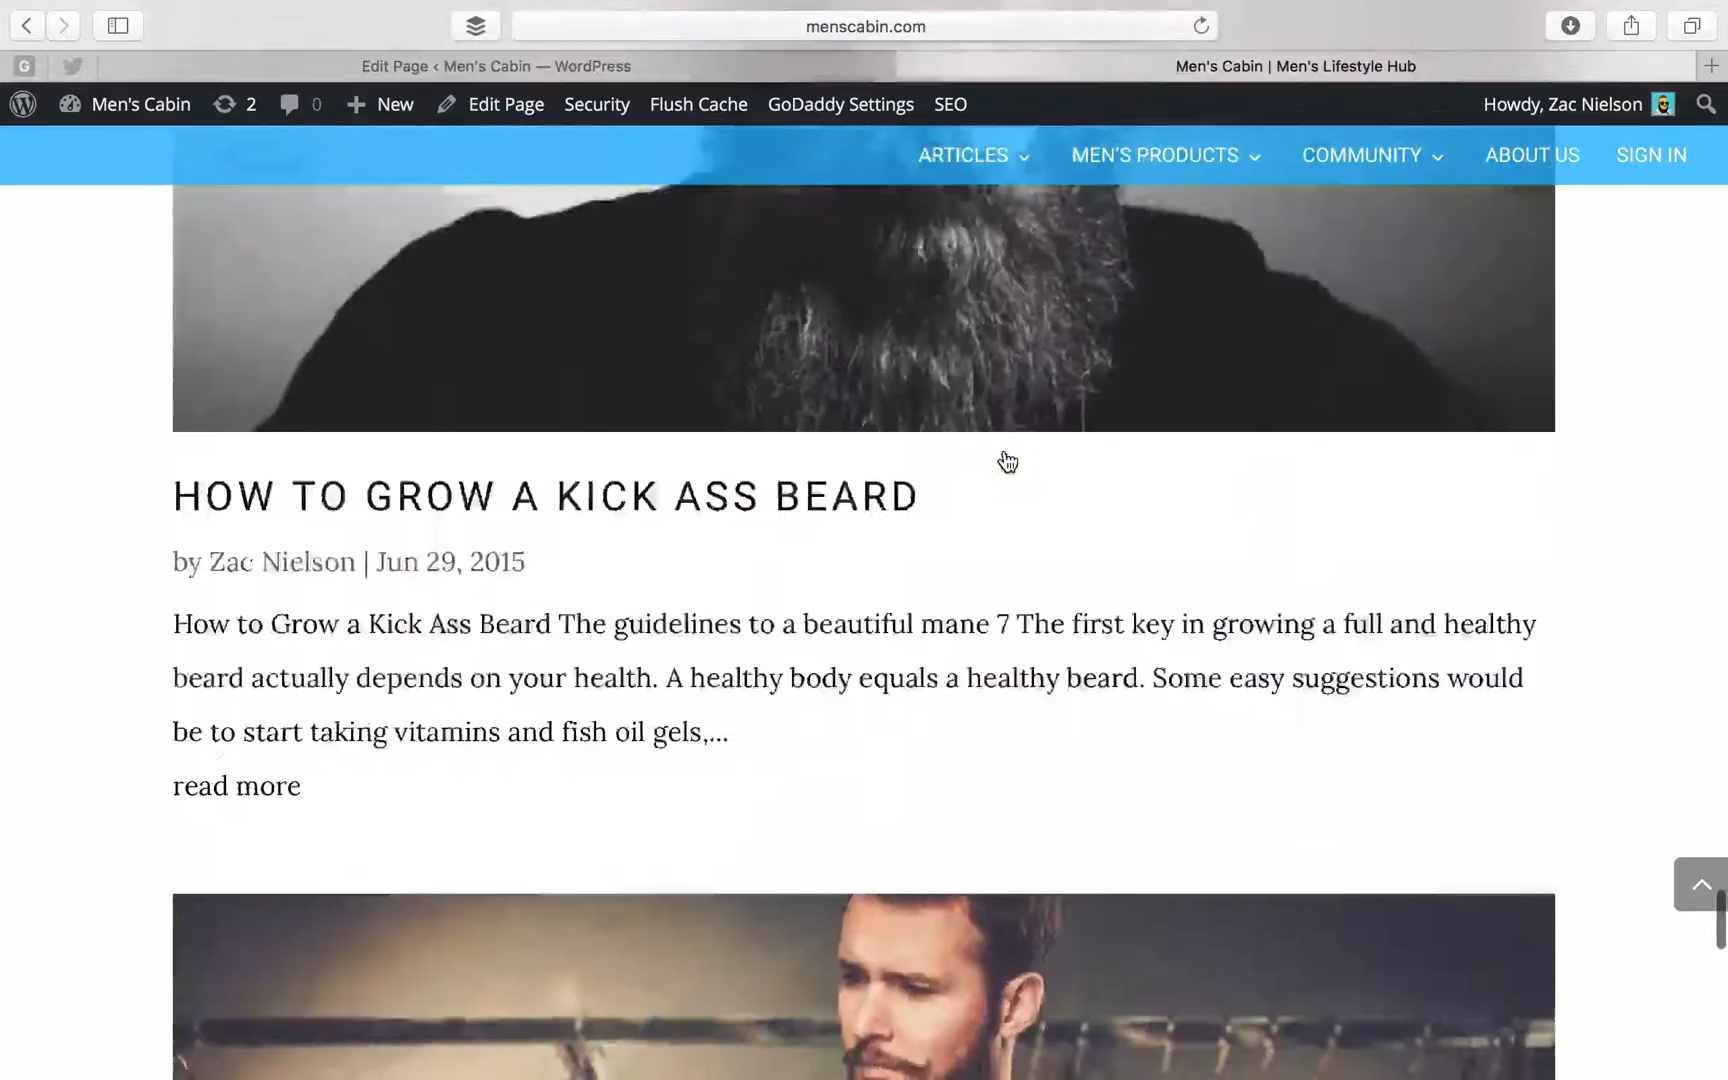 menscabin.com
G
Edit Page ‹ Men's Cabin — WordPress
Men's Cabin | Men's Lifestyle Hub
Men's Cabin
2
0
New
Edit Page
Security
Flush Cache
GoDaddy Settings
SEO
Howdy, Zac Nielson
ARTICLES
MEN’S PRODUCTS
COMMUNITY
ABOUT US
SIGN IN
HOW TO GROW A KICK ASS BEARD
by Zac Nielson | Jun 29, 2015
How to Grow a Kick Ass Beard The guidelines to a beautiful mane 7 The first key in growing a full and healthy
beard actually depends on your health. A healthy body equals a healthy beard. Some easy suggestions would
be to start taking vitamins and fish oil gels,...
read more